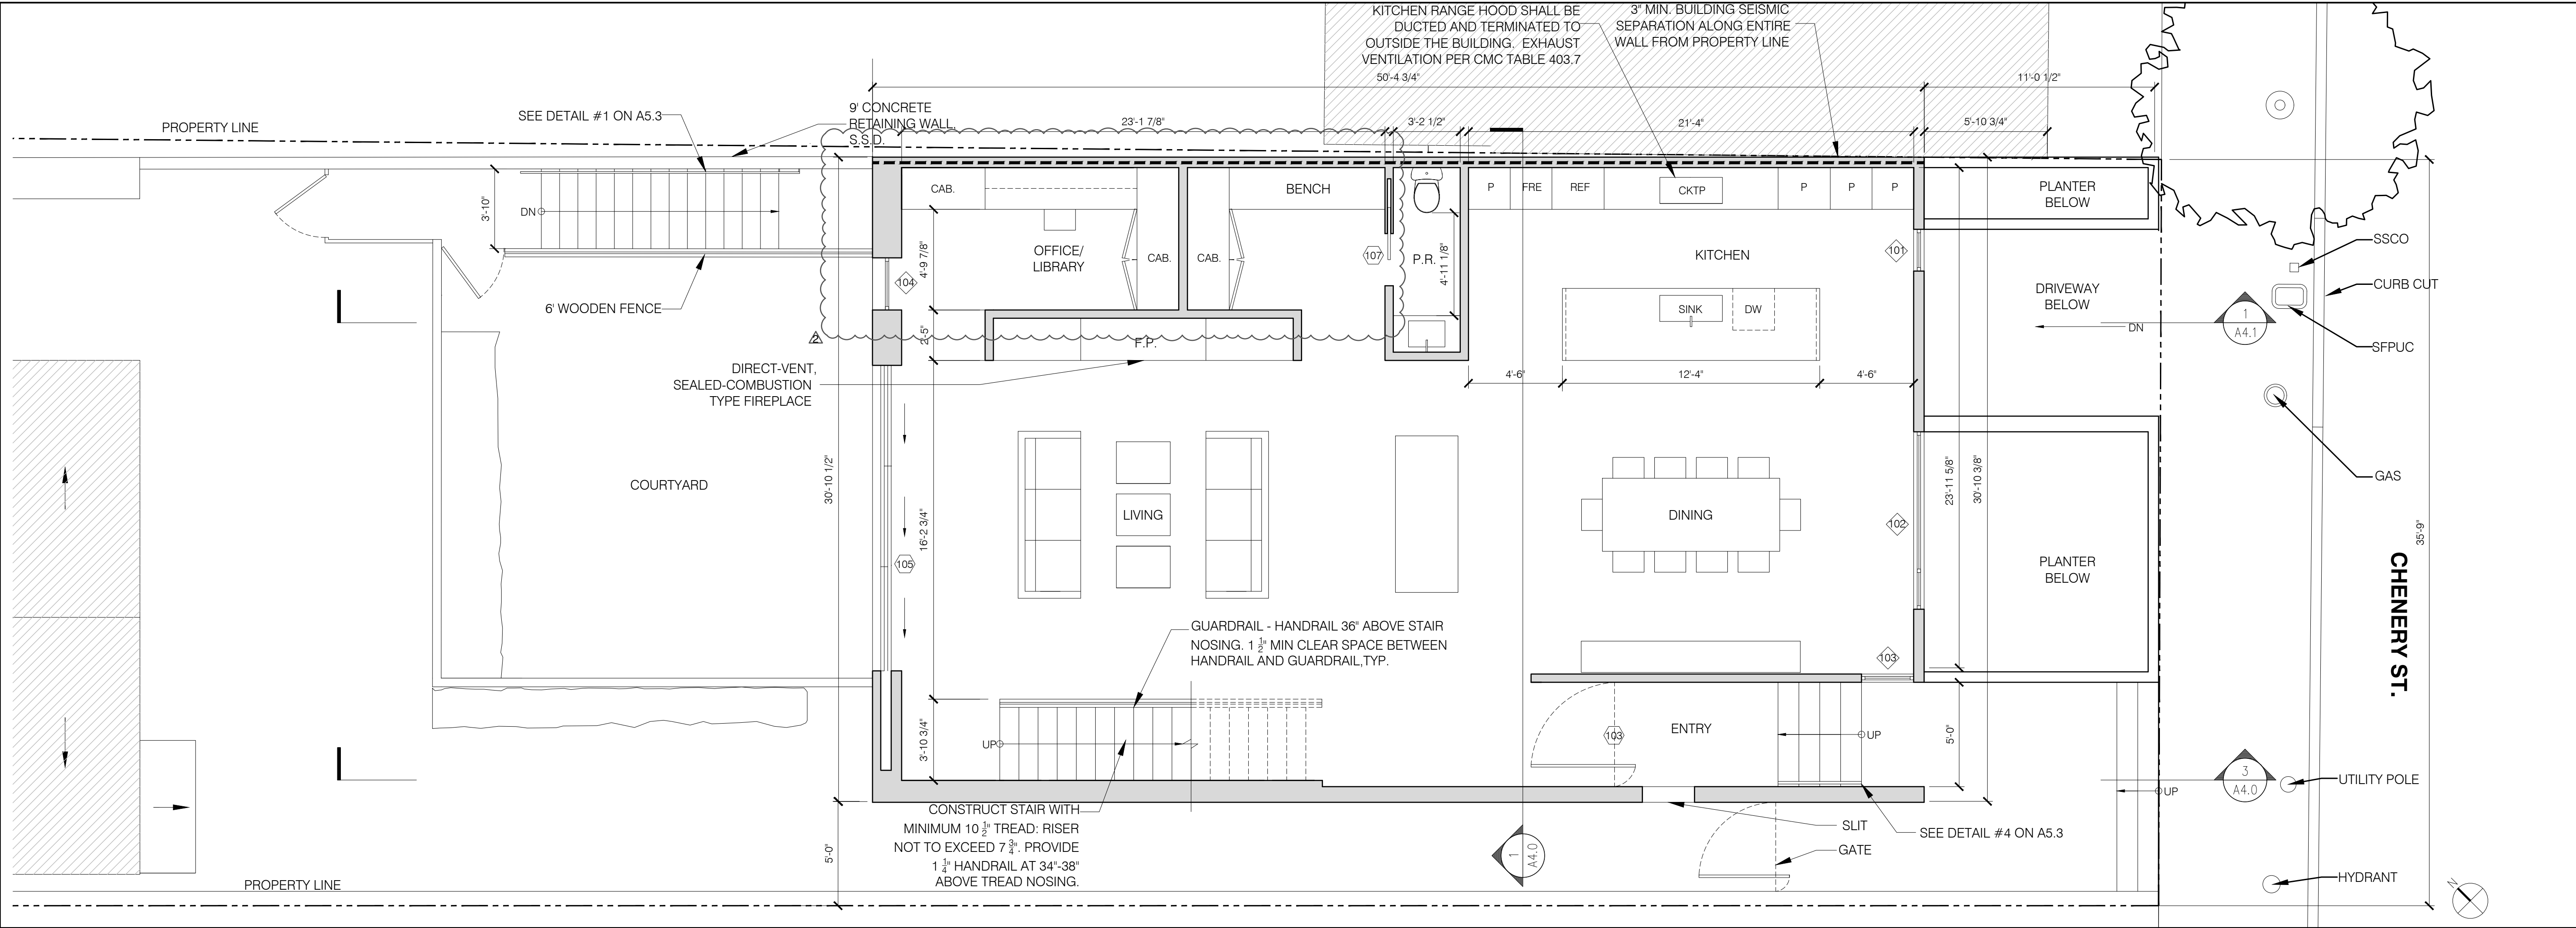 KITCHEN RANGE HOOD SHALL BE
DUCTED AND TERMINATED TO
OUTSIDE THE BUILDING. EXHAUST
VENTILATION PER CMC TABLE 403.7
3" MIN. BUILDING SEISMIC
SEPARATION ALONG ENTIRE
WALL FROM PROPERTY LINE
50'-4 3/4"
11'-0 1/2"
PROPERTY LINE
SEE DETAIL #1 ON A5.3
9' CONCRETE
RETAINING WALL,
S.S.D.
23'-1 7/8"
3'-2 1/2"
21'-4"
5'-10 3/4"
3'-10"
DN
CAB.
BENCH
P
FRE
REF
CKTP
P
P
P
PLANTER
BELOW
OFFICE/
LIBRARY
CAB.
CAB.
4'-9 7/8"
104
107
P.R.
4'-11 1/8"
KITCHEN
101
SSCO
CURB CUT
6' WOODEN FENCE
SINK
DW
DRIVEWAY
BELOW
DN
1
A4.1
SFPUC
2
2'-5"
F.P.
DIRECT-VENT,
SEALED-COMBUSTION
TYPE FIREPLACE
4'-6"
12'-4"
4'-6"
GAS
COURTYARD
30'-10 1/2"
16'-2 3/4"
105
LIVING
DINING
102
23'-11 5/8"
30'-10 3/8"
PLANTER
BELOW
35'-9"
CHENERY ST.
GUARDRAIL - HANDRAIL 36" ABOVE STAIR
NOSING. 1 1/2" MIN CLEAR SPACE BETWEEN
HANDRAIL AND GUARDRAIL,TYP.
103
3'-10 3/4"
UP
103
ENTRY
UP
5'-0"
UP
3
A4.0
UTILITY POLE
CONSTRUCT STAIR WITH
MINIMUM 10 1/2" TREAD: RISER
NOT TO EXCEED 7 3/4". PROVIDE
1 1/4" HANDRAIL AT 34"-38"
ABOVE TREAD NOSING.
5'-0"
1
A4.0
SLIT
GATE
SEE DETAIL #4 ON A5.3
PROPERTY LINE
HYDRANT
N